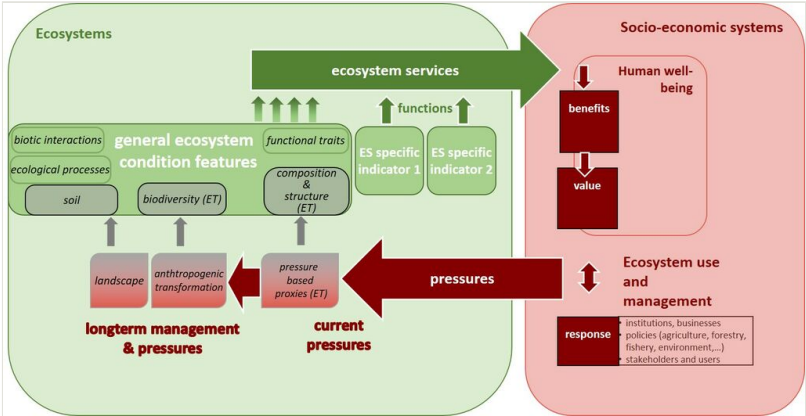 Ecosystems
Socio-economic systems
ecosystem services
Human well-
being
functions
benefits
biotic interactions
general ecosystem
condition features
functional traits
ES specific
indicator 1
ES specific
indicator 2
ecological processes
composition
&
structure (ET)
soil
biodiversity (ET)
value
landscape
anhtropogenic
transformation
pressure
based
proxies (ET)
pressures
Ecosystem use
and
management
longterm management
& pressures
current
pressures
response
• institutions, businesses
• policies (agriculture, forestry,
fishery, environment,...)
• stakeholders and users